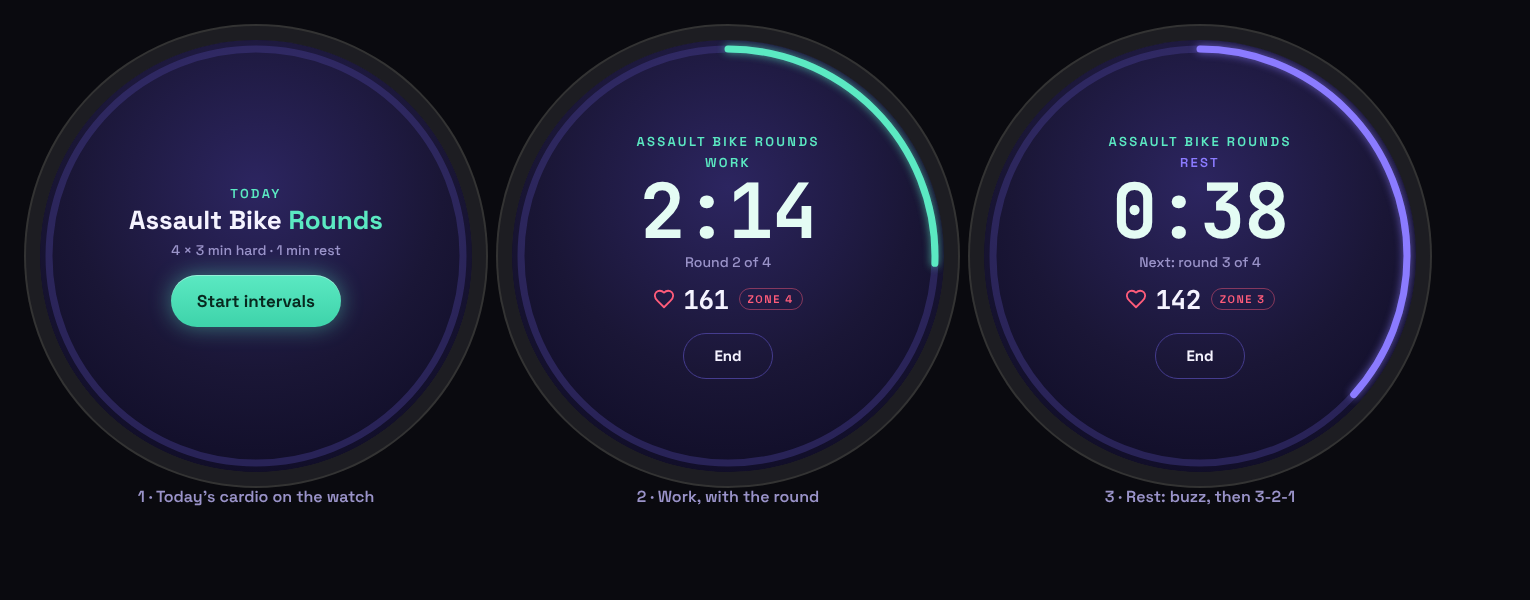 TODAY
Assault Bike Rounds
4 × 3 min hard · 1 min rest
Start intervals
1 · Today's cardio on the watch
ASSAULT BIKE ROUNDS
WORK
2:14
Round 2 of 4
161 ZONE 4
End
2 · Work, with the round
ASSAULT BIKE ROUNDS
REST
0:38
Next: round 3 of 4
142 ZONE 3
End
3 · Rest: buzz, then 3-2-1